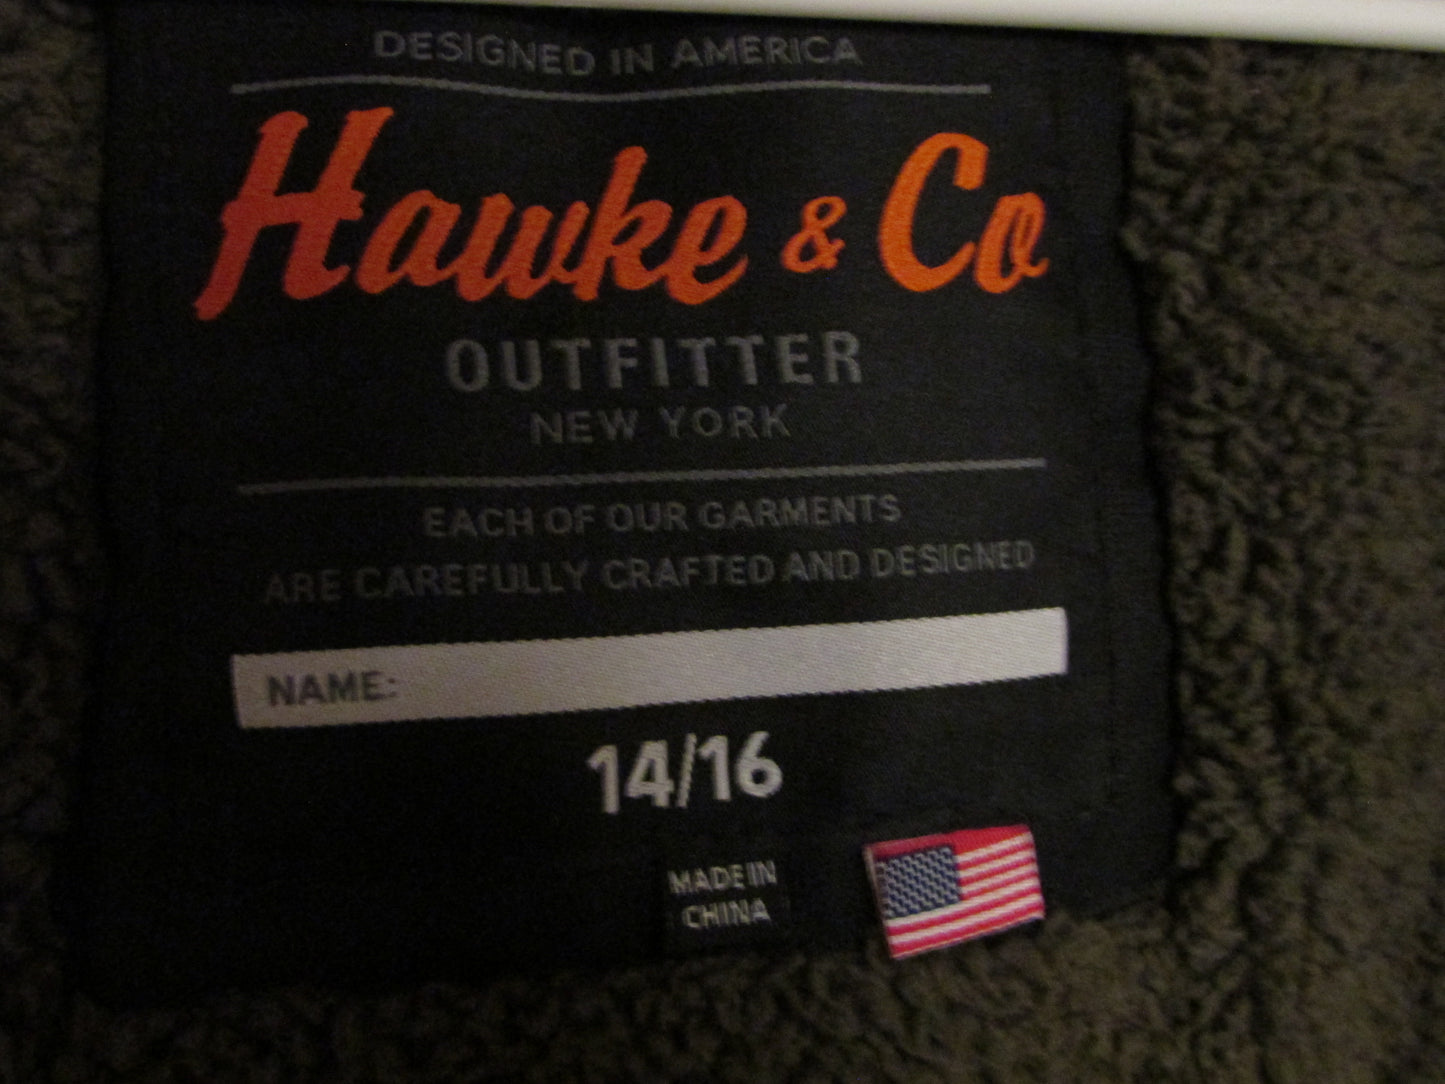 DESIGNED IN AMERICA
Hawke & Co
OUTFITTER
NEW YORK
EACH OF OUR GARMENTS
ARE CAREFULLY CRAFTED AND DESIGNED
NAME:
14/16
MADE IN
CHINA